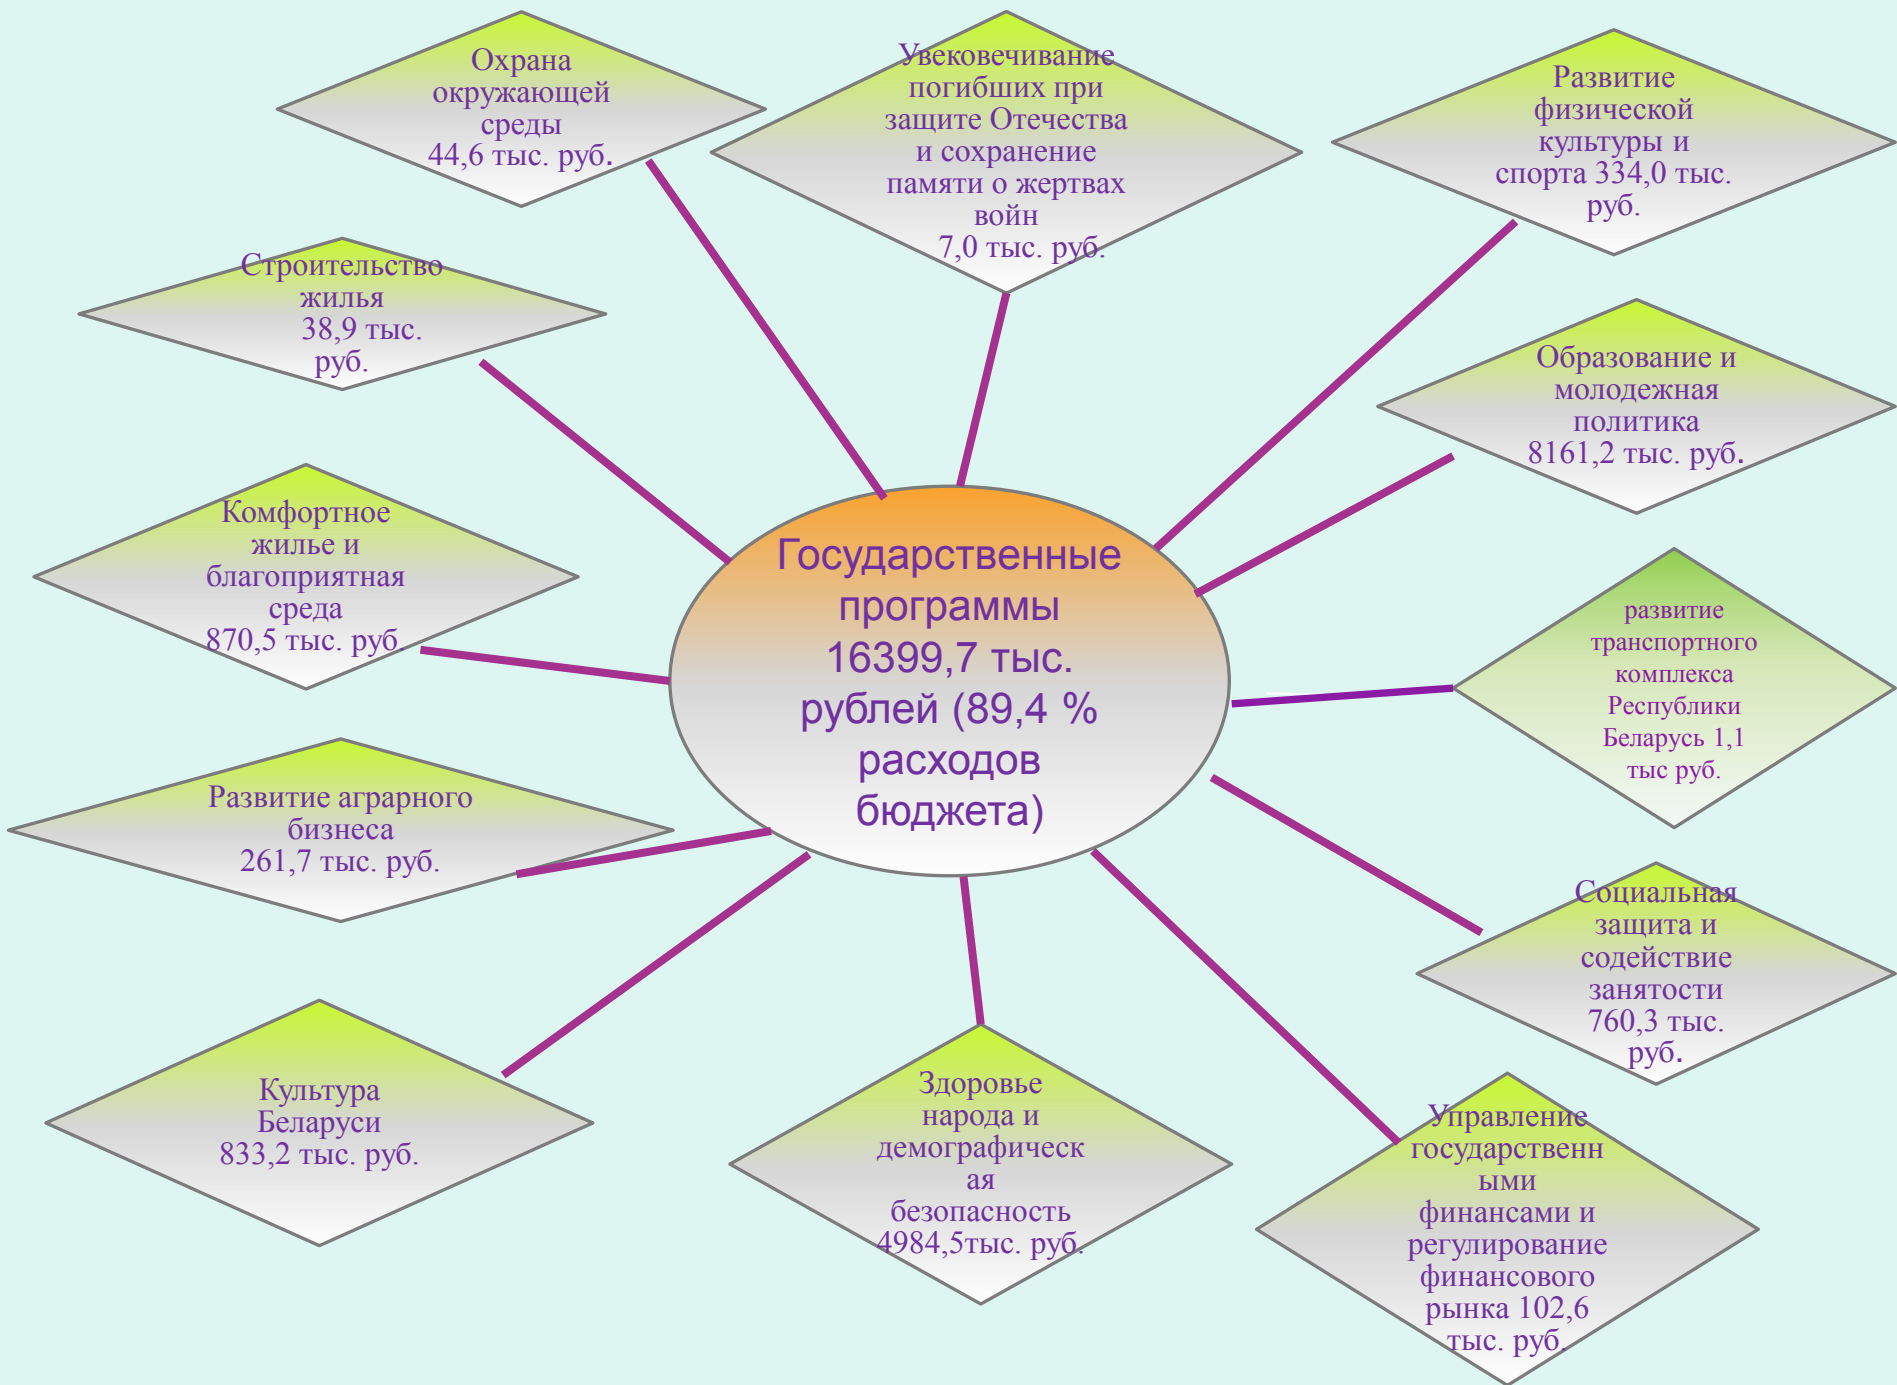 Охрана
окружающей
среды
44,6 тыс. руб.
Увековечивание
погибших при
защите Отечества
и сохранение
памяти о жертвах
войн
7,0 тыс. руб.
Развитие
физической
культуры и
спорта 334,0 тыс.
руб.
Строительство
жилья
38,9 тыс.
руб.
Образование и
молодежная
политика
8161,2 тыс. руб.
Комфортное
жилье и
благоприятная
среда
870,5 тыс. руб.
Государственные
программы
16399,7 тыс.
рублей (89,4 %
расходов
бюджета)
развитие
транспортного
комплекса
Республики
Беларусь 1,1
тыс руб.
Развитие аграрного
бизнеса
261,7 тыс. руб.
Социальная
защита и
содействие
занятости
760,3 тыс.
руб.
Культура
Беларуси
833,2 тыс. руб.
Здоровье
народа и
демографическ
ая
безопасность
4984,5тыс. руб.
Управление
государственн
ыми
финансами и
регулирование
финансового
рынка 102,6
тыс. руб.